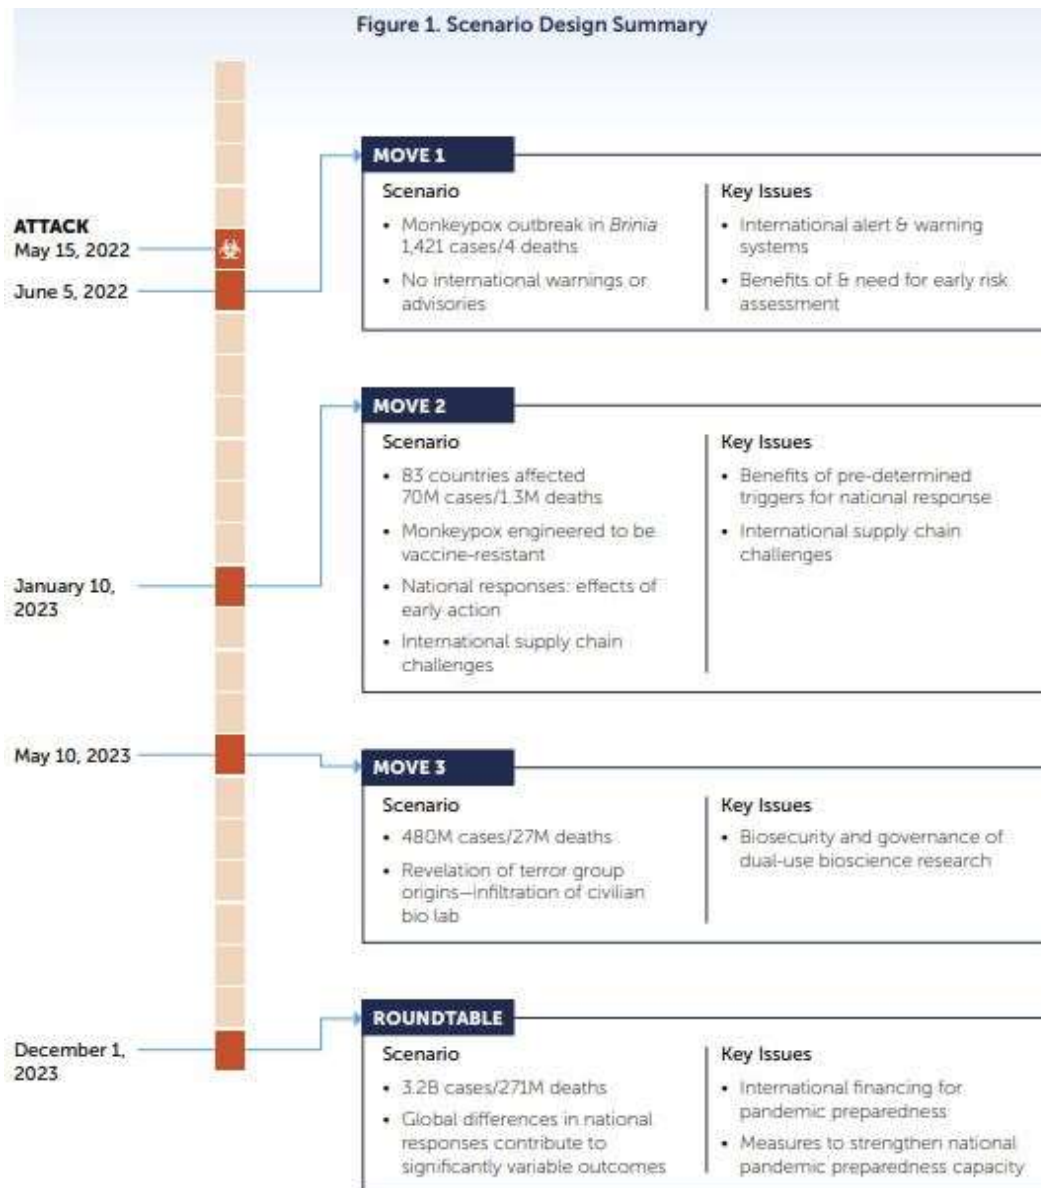 Figure 1. Scenario Design Summary
ATTACK
May 15, 2022
June 5, 2022
MOVE 1
Scenario
• Monkeypox outbreak in Brinia
1,421 cases/4 deaths
• No international warnings or
advisories
Key Issues
• International alert & warning
systems
• Benefits of & need for early risk
assessment
January 10,
2023
MOVE 2
Scenario
• 83 countries affected
70M cases/1.3M deaths
• Monkeypox engineered to be
vaccine-resistant
• National responses: effects of
early action
• International supply chain
challenges
Key Issues
• Benefits of pre-determined
triggers for national response
• International supply chain
challenges
May 10, 2023
MOVE 3
Scenario
• 480M cases/27M deaths
• Revelation of terror group
origins—infiltration of civilian
bio lab
Key Issues
• Biosecurity and governance of
dual-use bioscience research
December 1,
2023
ROUNDTABLE
Scenario
• 3.2B cases/271M deaths
• Global differences in national
responses contribute to
significantly variable outcomes
Key Issues
• International financing for
pandemic preparedness
• Measures to strengthen national
pandemic preparedness capacity